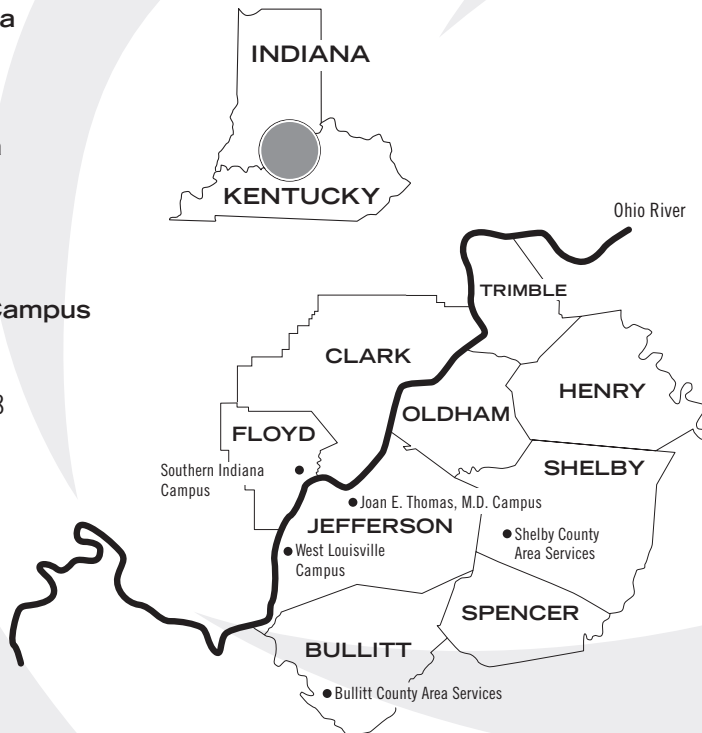 a
Campus
3
INDIANA
KENTUCKY
Ohio River
TRIMBLE
CLARK
HENRY
OLDHAM
FLOYD
SHELBY
Southern Indiana
Campus
Joan E. Thomas, M.D. Campus
JEFFERSON
Shelby County
Area Services
West Louisville
Campus
SPENCER
BULLITT
Bullitt County Area Services